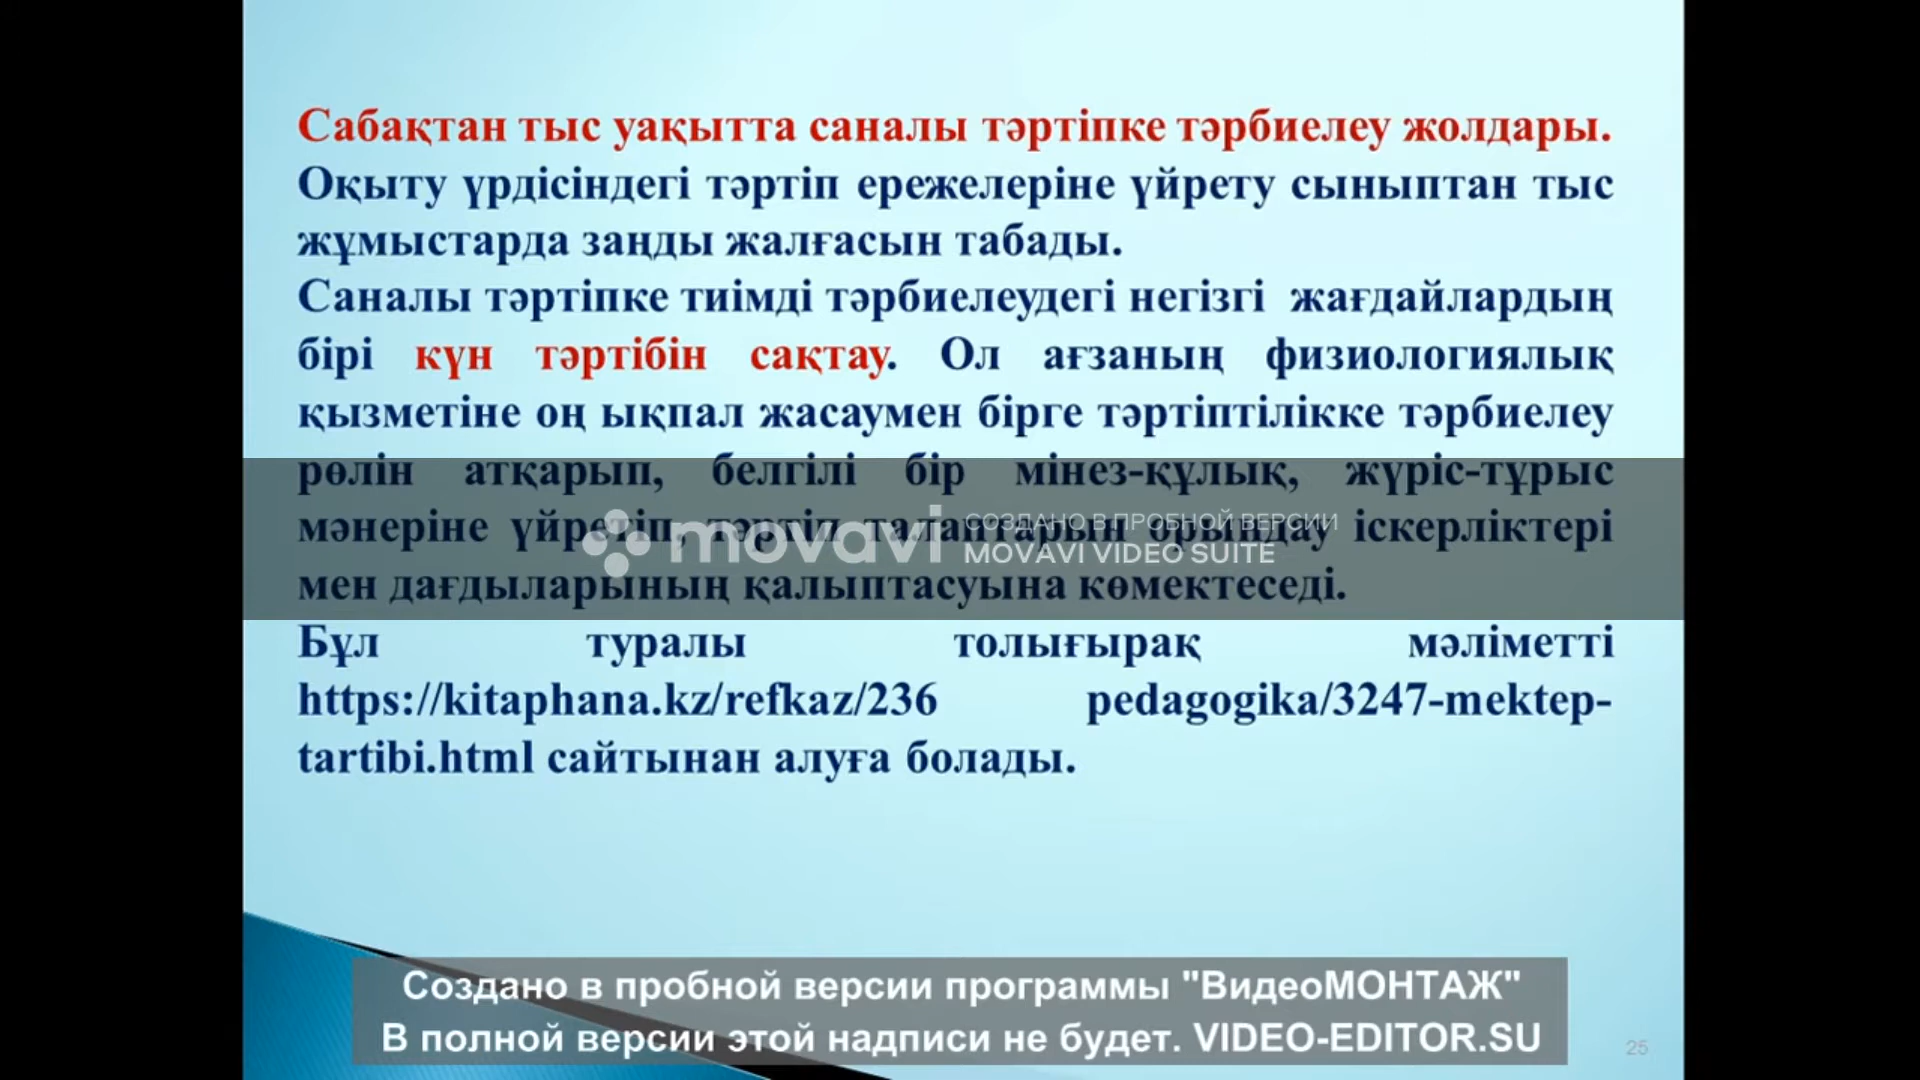 Сабақтан тыс уақытта саналы тәртіпке тәрбиелеу жолдары.
Оқыту үрдісіндегі тәртіп ережелеріне үйрету сыныптан тыс
жұмыстарда заңды жалғасын табады.
Саналы тәртіпке тиімді тәрбиелеудегі негізгі жағдайлардың
бірі күн тәртібін сақтау. Ол ағзаның физиологиялық
қызметіне оң ықпал жасаумен бірге тәртіптілікке тәрбиелеу
рөлін атқарып, белгілі бір мінез-құлық, жүріс-тұрыс
мәнеріне үйретіп, тәртіп талаптарын орындау іскерліктері
movavi
СОЗДАНО В ПРОБНОЙ ВЕРСИИ
MOVAVI VIDEO SUITE
мен дағдыларының қалыптасуына көмектеседі.
Бұл туралы толығырақ мәліметті
https://kitaphana.kz/refkaz/236 pedagogika/3247-mektep-
tartibi.html сайтынан алуға болады.
Создано в пробной версии программы "ВидеоМОНТАЖ"
В полной версии этой надписи не будет. VIDEO-EDITOR.SU
25